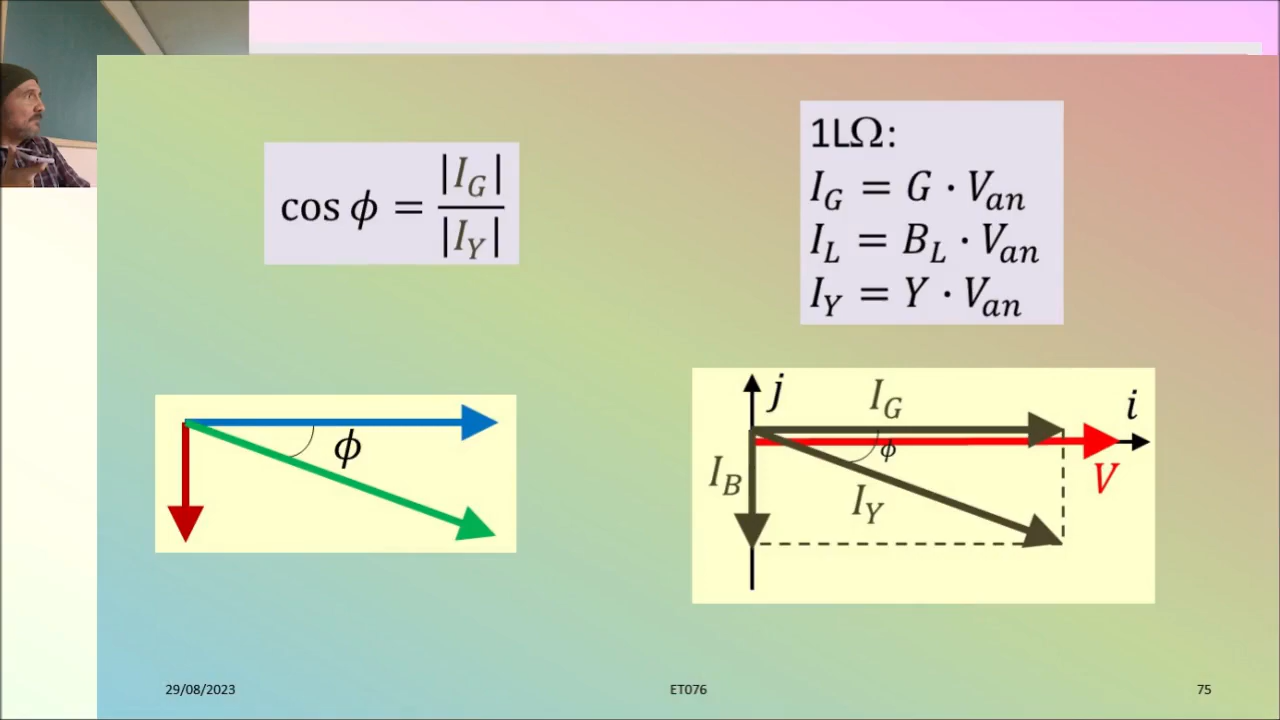 cos ϕ = |I_G| / |I_Y|
1LΩ:
I_G = G · V_an
I_L = B_L · V_an
I_Y = Y · V_an
ϕ
j
I_G
i
ϕ
I_B
I_Y
V
29/08/2023
ET076
75